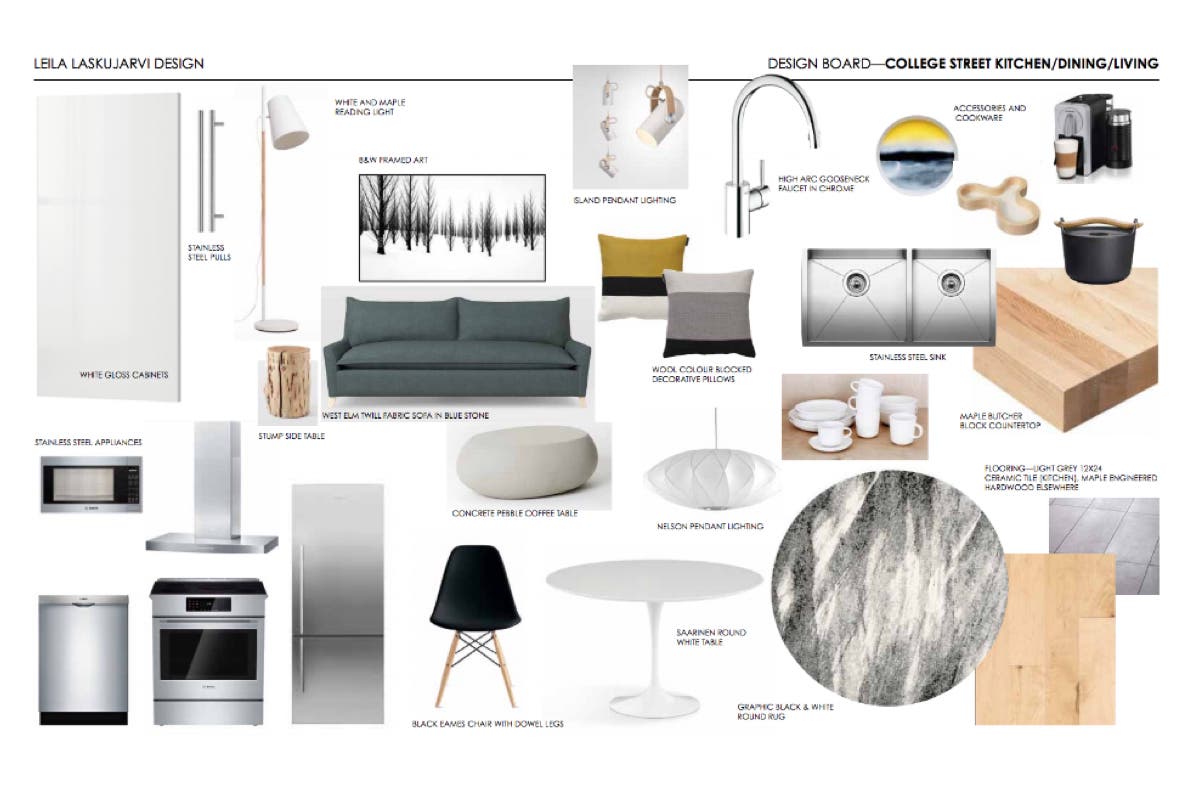 LEILA LASKUJARVI DESIGN
DESIGN BOARD—COLLEGE STREET KITCHEN/DINING/LIVING
WHITE AND MAPLE
READING LIGHT
ACCESSORIES AND
COOKWARE
B&W FRAMED ART
HIGH ARC GOOSENECK
FAUCET IN CHROME
ISLAND PENDANT LIGHTING
STAINLESS
STEEL PULLS
STAINLESS STEEL SINK
WOOL COLOUR BLOCKED
DECORATIVE PILLOWS
WHITE GLOSS CABINETS
WEST ELM TWILL FABRIC SOFA IN BLUE STONE
MAPLE BUTCHER
BLOCK COUNTERTOP
STUMP SIDE TABLE
STAINLESS STEEL APPLIANCES
FLOORING—LIGHT GREY 12X24
CERAMIC TILE (KITCHEN), MAPLE ENGINEERED
HARDWOOD ELSEWHERE
CONCRETE PEBBLE COFFEE TABLE
NELSON PENDANT LIGHTING
SAARINEN ROUND
WHITE TABLE
GRAPHIC BLACK & WHITE
ROUND RUG
BLACK EAMES CHAIR WITH DOWEL LEGS